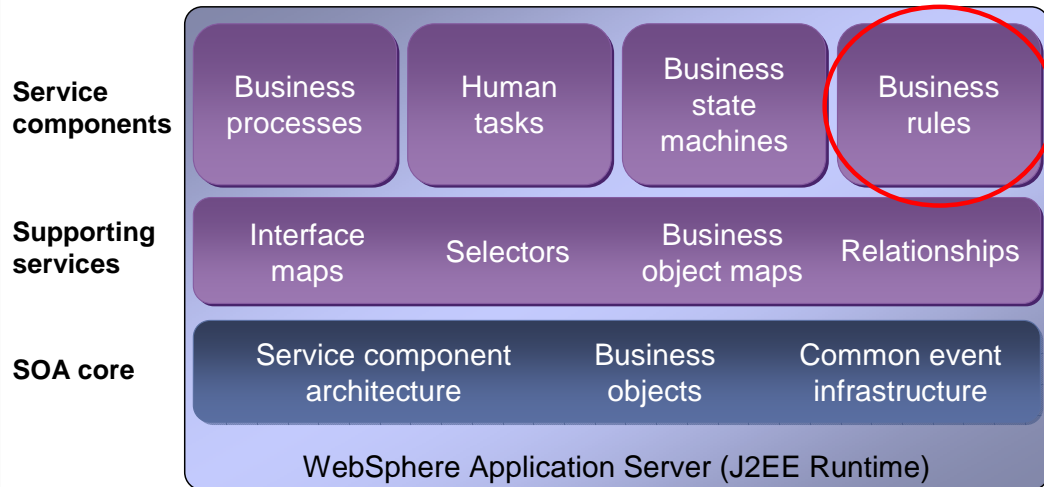 Service
components
Business
processes
Human
tasks
Business
state
machines
Business
rules
Supporting
services
Interface
maps
Selectors
Business
object maps
Relationships
SOA core
Service component
architecture
Business
objects
Common event
infrastructure
WebSphere Application Server (J2EE Runtime)